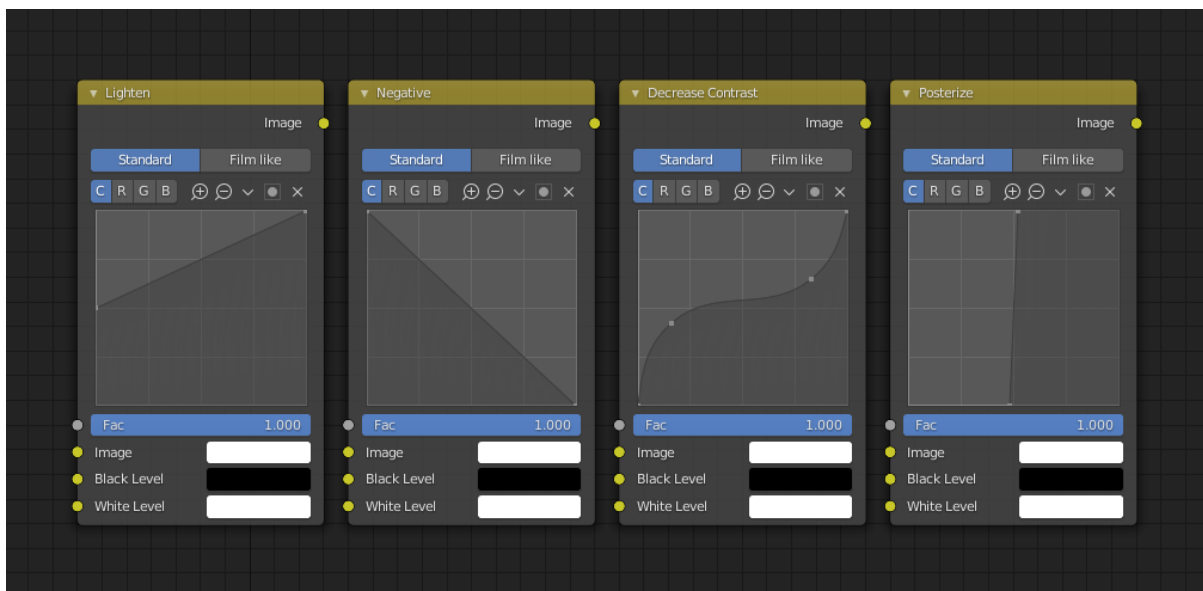 Lighten
Image
Standard Film like
C R G B
Fac 1.000
Image
Black Level
White Level
Negative
Image
Standard Film like
C R G B
Fac 1.000
Image
Black Level
White Level
Decrease Contrast
Image
Standard Film like
C R G B
Fac 1.000
Image
Black Level
White Level
Posterize
Image
Standard Film like
C R G B
Fac 1.000
Image
Black Level
White Level